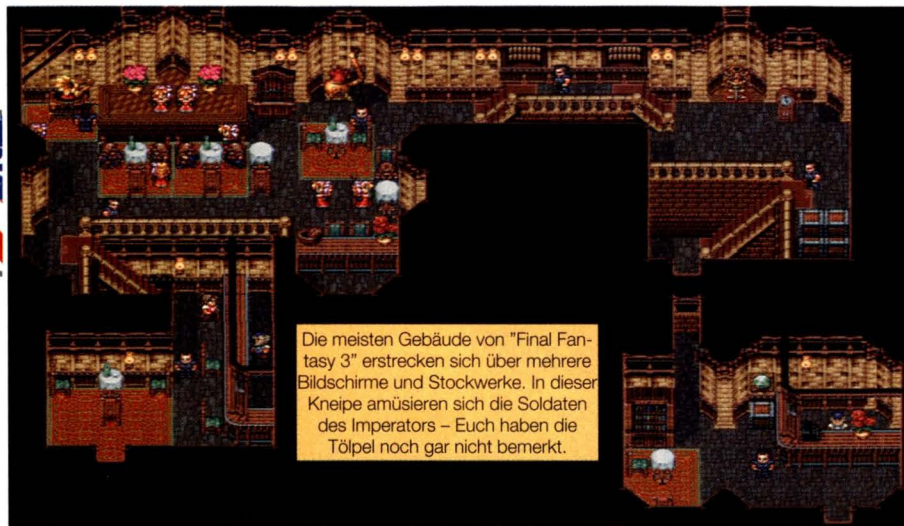 Die meisten Gebäude von "Final Fan-
tasy 3" erstrecken sich über mehrere
Bildschirme und Stockwerke. In dieser
Kneipe amüsieren sich die Soldaten
des Imperators – Euch haben die
Tölpel noch gar nicht bemerkt.